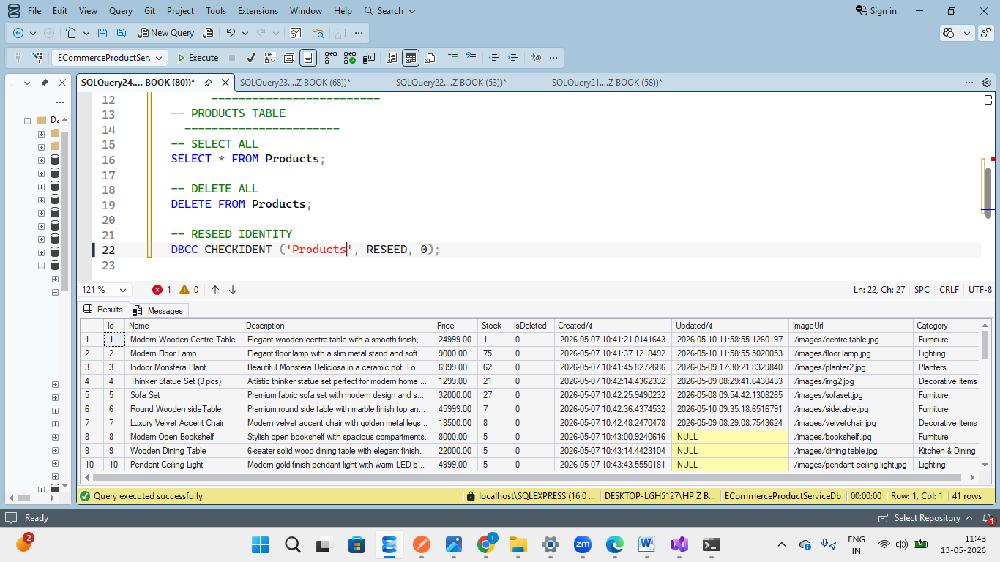 File Edit View Query Git Project Tools Extensions Window Help Search Sign in
New Query
ECommerceProductServ Execute
SQLQuery24.... BOOK (80))* SQLQuery23....Z BOOK (68))* SQLQuery22....Z BOOK (53))* SQLQuery21....Z BOOK (58))*
12 -------------------------
13 -- PRODUCTS TABLE
14 -----------------------
15 -- SELECT ALL
16 SELECT * FROM Products;
17
18 -- DELETE ALL
19 DELETE FROM Products;
20
21 -- RESEED IDENTITY
22 DBCC CHECKIDENT ('Products', RESEED, 0);
23
121 % 1 0 Ln: 22, Ch: 27 SPC CRLF UTF-8
Results Messages
Id Name Description Price Stock IsDeleted CreatedAt UpdatedAt ImageUrl Category
1 1 Modern Wooden Centre Table Elegant wooden centre table with a smooth finish, ... 24999.00 1 0 2026-05-07 10:41:21.0141643 2026-05-10 11:58:55.1260197 /images/centre table.jpg Furniture
2 2 Modern Floor Lamp Elegant floor lamp with a slim metal stand and soft ... 9000.00 75 0 2026-05-07 10:41:37.1218492 2026-05-10 11:58:55.5020053 /images/floor lamp.jpg Lighting
3 3 Indoor Monstera Plant Beautiful Monstera Deliciosa in a ceramic pot. Lo... 6999.00 62 0 2026-05-07 10:41:45.8272686 2026-05-09 17:30:21.8329840 /images/planter2.jpg Planters
4 4 Thinker Statue Set (3 pcs) Artistic thinker statue set perfect for modern home ... 1299.00 21 0 2026-05-07 10:42:14.4362332 2026-05-09 08:29:41.6430433 /images/img2.jpg Decorative Items
5 5 Sofa Set Premium fabric sofa set with modern design and s... 32000.00 27 0 2026-05-07 10:42:25.9490232 2026-05-08 09:54:42.1308265 /images/sofaset.jpg Furniture
6 6 Round Wooden sideTable Premium round side table with marble finish top an... 45999.00 7 0 2026-05-07 10:42:36.4374532 2026-05-10 09:35:18.6516791 /images/sidetable.jpg Furniture
7 7 Luxury Velvet Accent Chair Modern velvet accent chair with golden metal legs... 18500.00 8 0 2026-05-07 10:42:48.2470478 2026-05-09 08:29:08.7543624 /images/velvetchair.jpg Decorative Items
8 8 Modern Open Bookshelf Stylish open bookshelf with spacious compartments. 8000.00 5 0 2026-05-07 10:43:00.9240616 NULL /images/bookshelf.jpg Furniture
9 9 Wooden Dining Table 6-seater solid wood dining table with elegant finish. 22000.00 5 0 2026-05-07 10:43:14.4423104 NULL /images/dining table.jpg Kitchen & Dining
10 10 Pendant Ceiling Light Modern gold-finish pendant light with warm LED b... 4999.00 5 0 2026-05-07 10:43:43.5550181 NULL /images/pendant ceiling light.jpg Lighting
Query executed successfully. localhost\SQLEXPRESS (16.0 ... DESKTOP-LGH5127\HP Z B... ECommerceProductServiceDb 00:00:00 Row: 1, Col: 1 41 rows
Ready Select Repository 1
2 zm ENG IN 11:43 13-05-2026